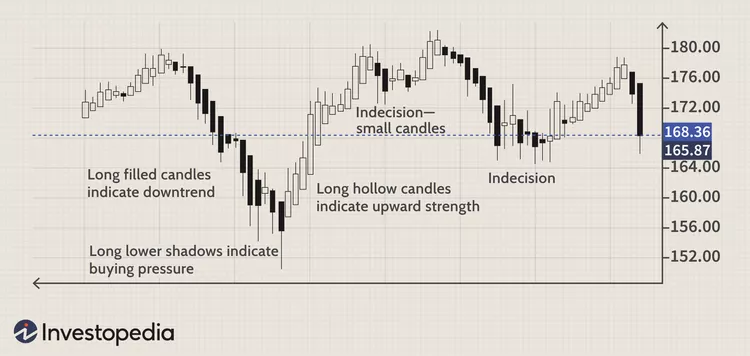 180.00
176.00
172.00
168.36
165.87
164.00
160.00
156.00
152.00
Indecision—
small candles
Long filled candles
indicate downtrend
Indecision
Long hollow candles
indicate upward strength
Long lower shadows indicate
buying pressure
i Investopedia